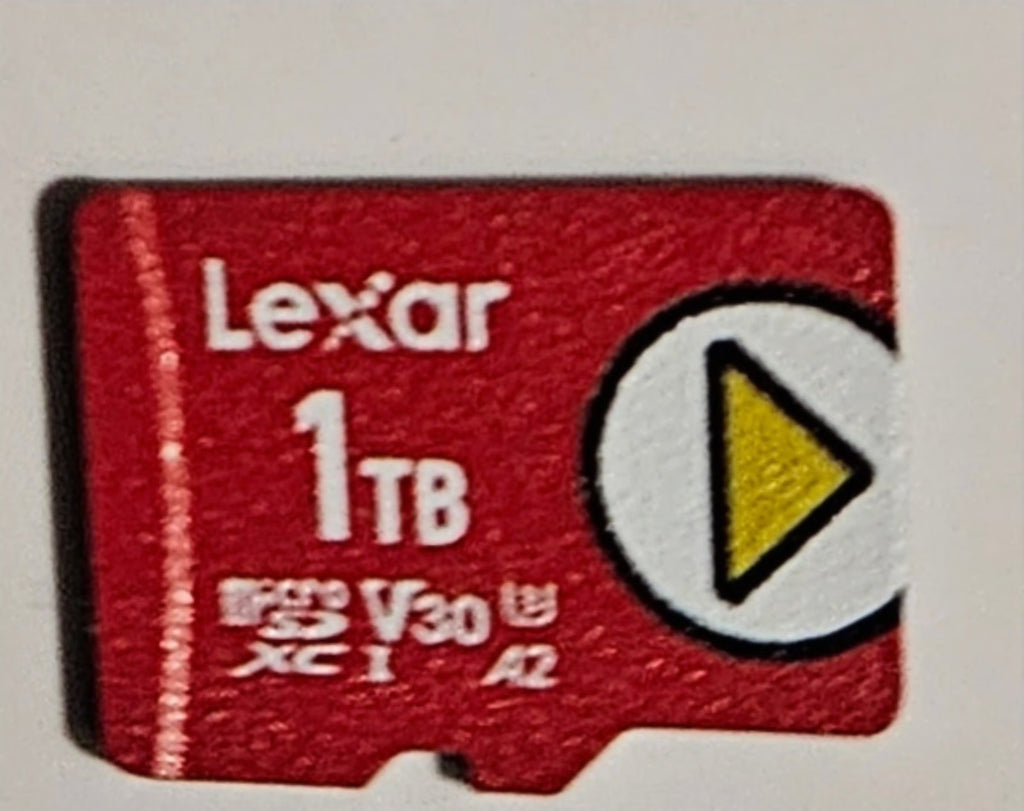 Lexar
1TB
micro SD XC I V30 U3 A2